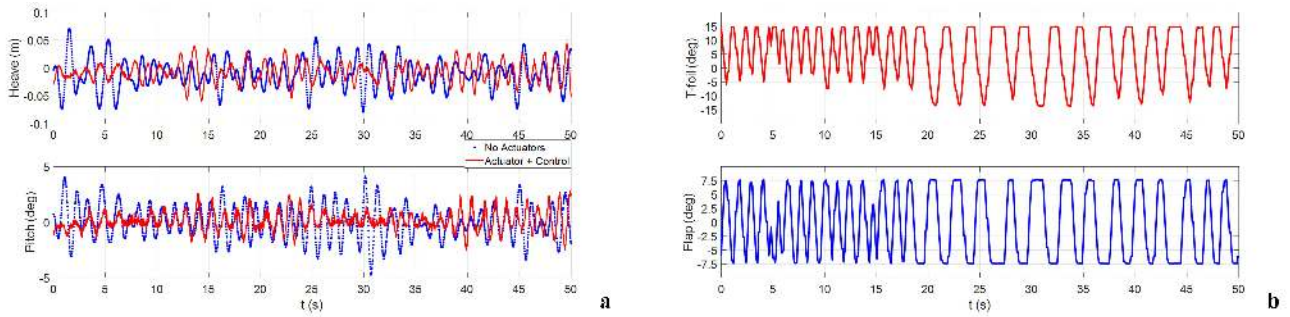 Heave (m)
0.1
0.05
0
-0.05
-0.1
0 5 10 15 20 25 30 35 40 45 50
No Actuators
Actuator + Control
Pitch (deg)
5
0
-5
0 5 10 15 20 25 30 35 40 45 50
t (s)
a
T-foil (deg)
15
10
5
0
-5
-10
-15
0 5 10 15 20 25 30 35 40 45 50
Flap (deg)
7.5
5
2.5
0
-2.5
-5
-7.5
0 5 10 15 20 25 30 35 40 45 50
t (s)
b